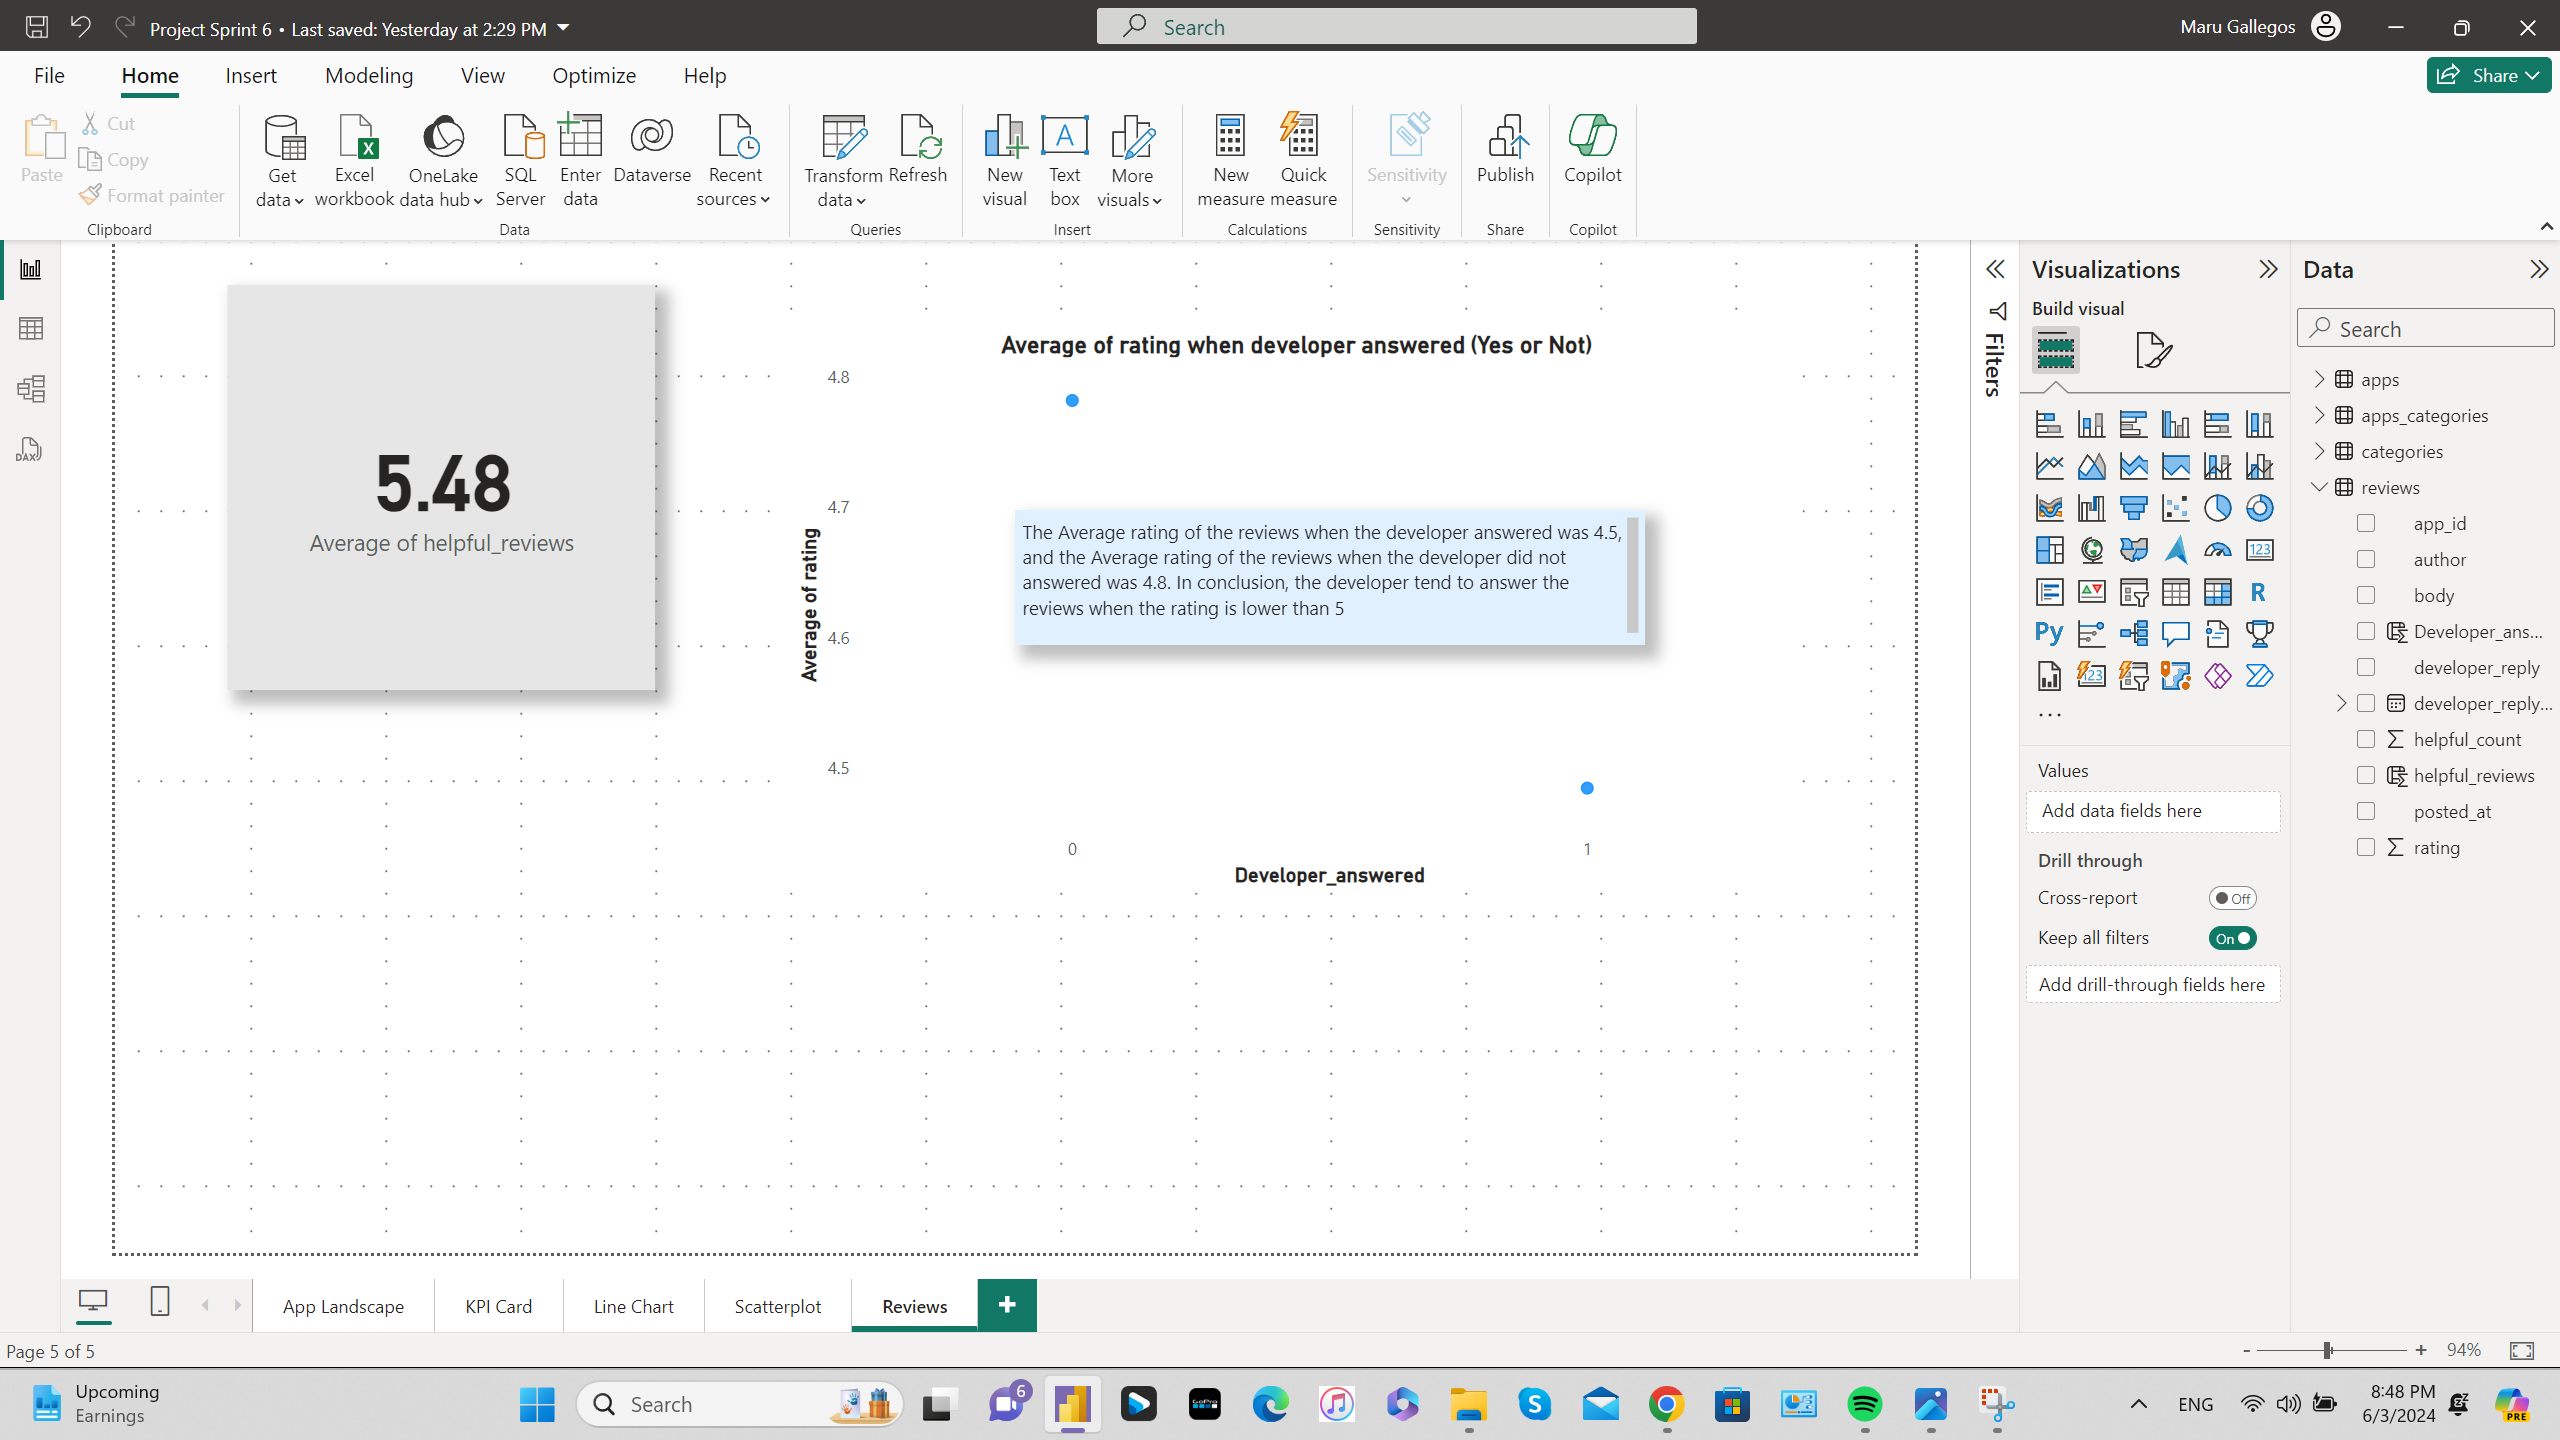 Project Sprint 6 • Last saved: Yesterday at 2:29 PM
Search
Maru Gallegos
File
Home
Insert
Modeling
View
Optimize
Help
Share
Paste
Cut
Copy
Format painter
Clipboard
Get
data
Excel
workbook
OneLake
data hub
SQL
Server
Enter
data
Dataverse
Recent
sources
Data
Transform
data
Refresh
Queries
New
visual
A
Text
box
More
visuals
Insert
New
measure
Quick
measure
Calculations
Sensitivity
Sensitivity
Publish
Share
Copilot
Copilot
DAX
5.48
Average of helpful_reviews
Average of rating when developer answered (Yes or Not)
4.8
4.7
4.6
4.5
Average of rating
The Average rating of the reviews when the developer answered was 4.5,
and the Average rating of the reviews when the developer did not
answered was 4.8. In conclusion, the developer tend to answer the
reviews when the rating is lower than 5
0
1
Developer_answered
Filters
Visualizations
Build visual
123
R
Py
123
...
Values
Add data fields here
Drill through
Cross-report
Off
Keep all filters
On
Add drill-through fields here
Data
Search
apps
apps_categories
categories
reviews
app_id
author
body
Developer_ans...
developer_reply
developer_reply...
helpful_count
helpful_reviews
posted_at
rating
App Landscape
KPI Card
Line Chart
Scatterplot
Reviews
+
Page 5 of 5
- + 94%
Upcoming
Earnings
Search
6
GoPro
S
ENG
8:48 PM
6/3/2024
PRE